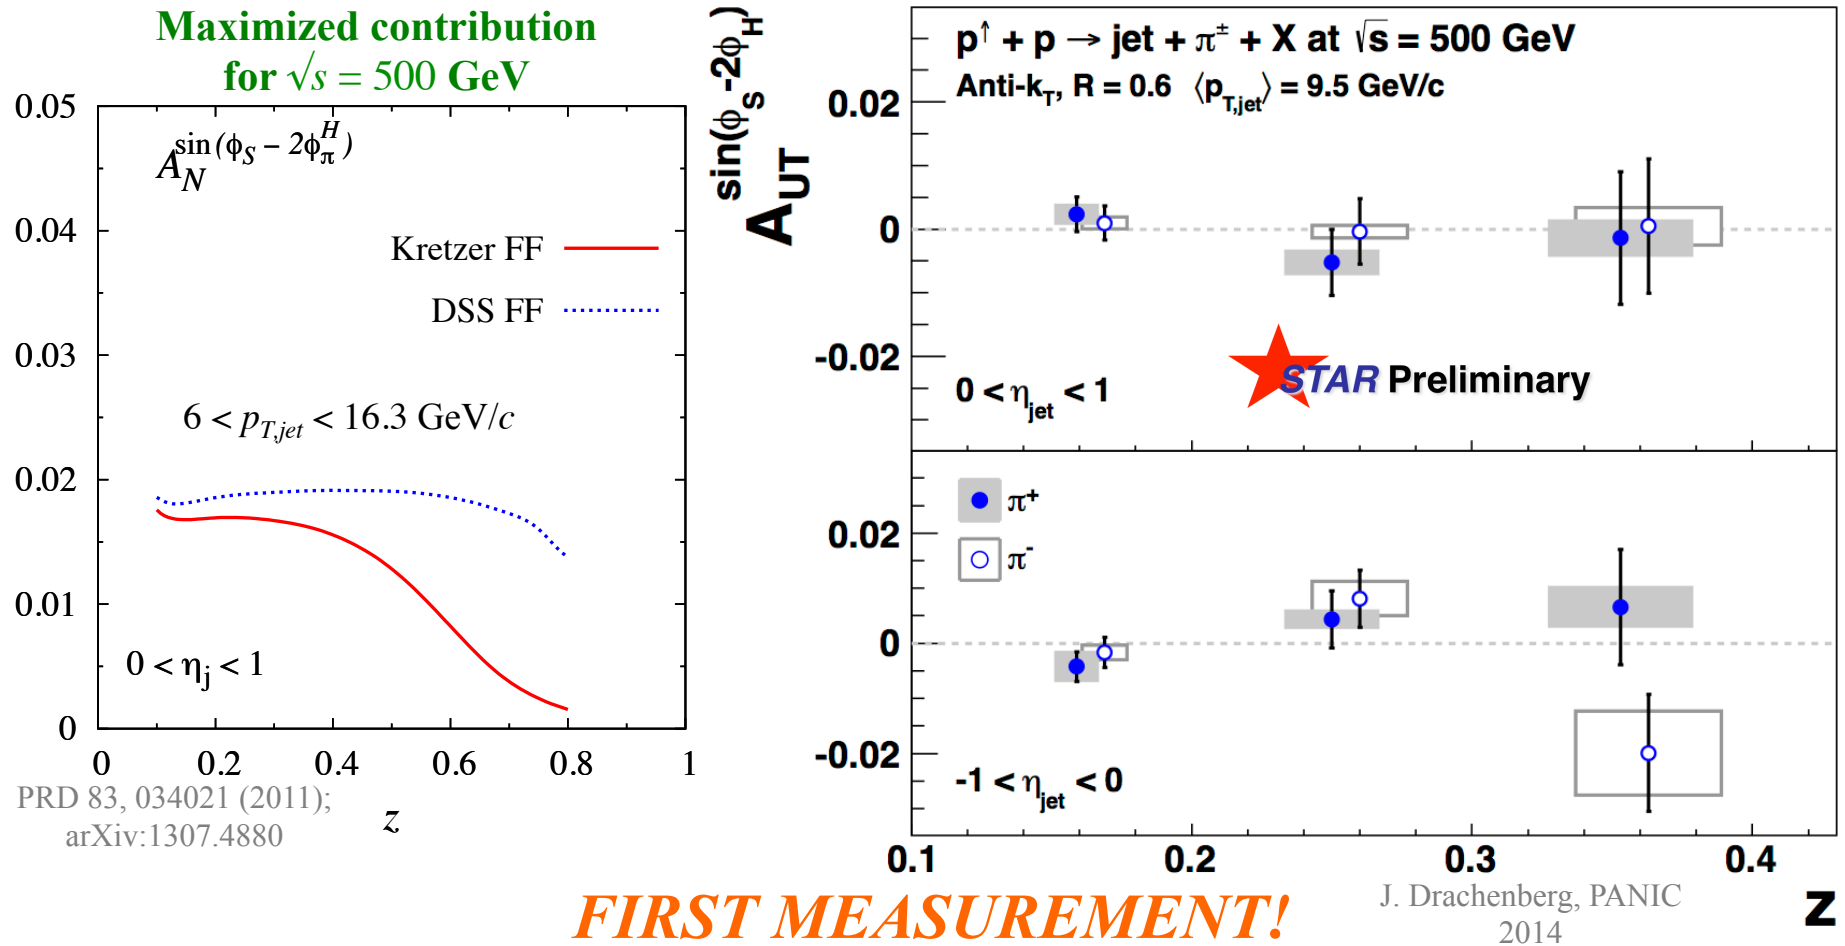 Maximized contribution
for √s = 500 GeV
A_N^sin(ϕ_S − 2ϕ_π^H)
0.05
0.04
0.03
0.02
0.01
0
Kretzer FF
DSS FF
6 < p_T,jet < 16.3 GeV/c
0 < η_j < 1
0 0.2 0.4 0.6 0.8 1
z
PRD 83, 034021 (2011);
arXiv:1307.4880
A_UT^sin(ϕ_S-2ϕ_H)
p↑ + p → jet + π± + X at √s = 500 GeV
Anti-k_T, R = 0.6 ⟨p_T,jet⟩ = 9.5 GeV/c
0.02
0
-0.02
STAR Preliminary
0 < η_jet < 1
π+
π-
0.02
0
-0.02
-1 < η_jet < 0
0.1 0.2 0.3 0.4
z
FIRST MEASUREMENT!
J. Drachenberg, PANIC
2014